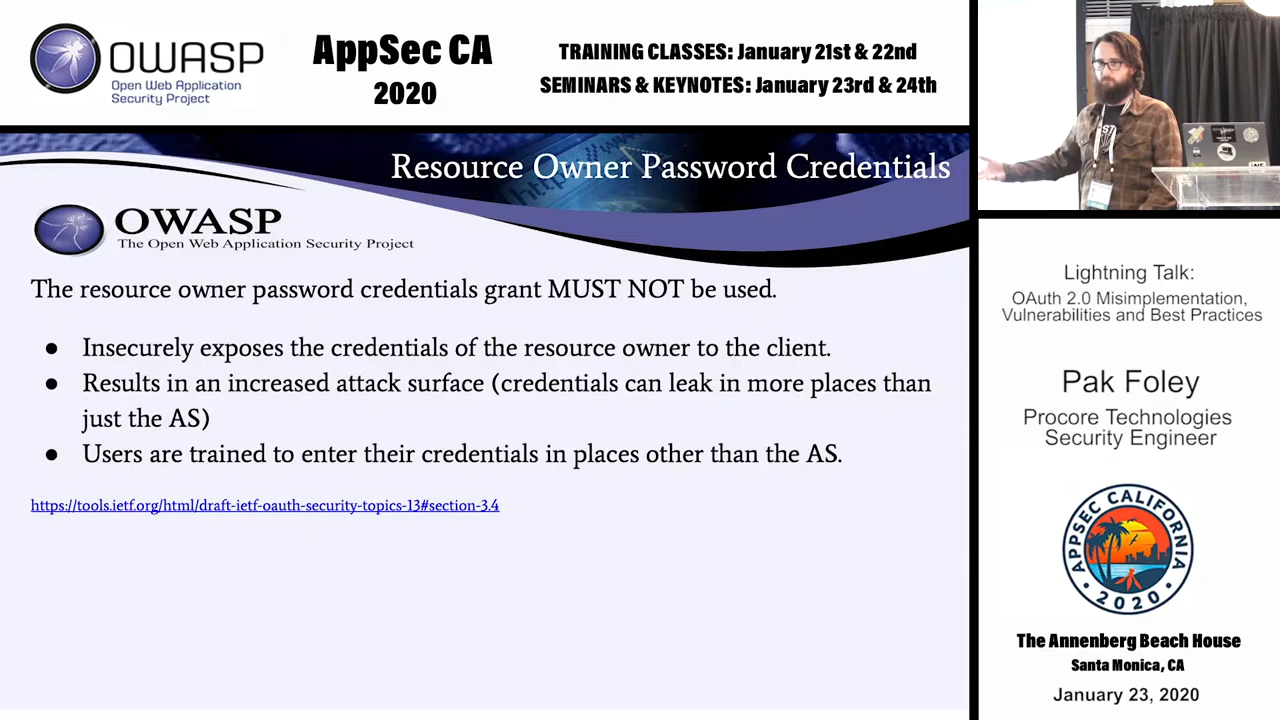 OWASP
Open Web Application
Security Project
AppSec CA
2020
TRAINING CLASSES: January 21st & 22nd
SEMINARS & KEYNOTES: January 23rd & 24th
Resource Owner Password Credentials
OWASP
The Open Web Application Security Project
The resource owner password credentials grant MUST NOT be used.
● Insecurely exposes the credentials of the resource owner to the client.
● Results in an increased attack surface (credentials can leak in more places than
just the AS)
● Users are trained to enter their credentials in places other than the AS.
https://tools.ietf.org/html/draft-ietf-oauth-security-topics-13#section-3.4
Lightning Talk:
OAuth 2.0 Misimplementation,
Vulnerabilities and Best Practices
Pak Foley
Procore Technologies
Security Engineer
APPSEC CALIFORNIA
• 2020 •
The Annenberg Beach House
Santa Monica, CA
January 23, 2020